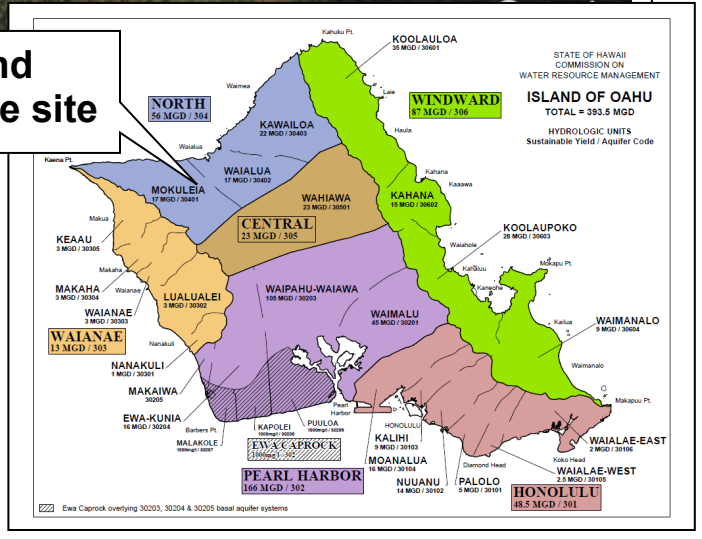 nd
e site
STATE OF HAWAII
COMMISSION ON
WATER RESOURCE MANAGEMENT
ISLAND OF OAHU
TOTAL = 393.5 MGD
HYDROLOGIC UNITS
Sustainable Yield / Aquifer Code
Kahuku Pt.
KOOLAULOA
35 MGD / 30601
Waimea
Laie
NORTH
56 MGD / 304
WINDWARD
87 MGD / 306
KAWAILOA
22 MGD / 30403
Haula
Waialua
Kaena Pt.
WAIALUA
17 MGD / 30402
Kahana
Kaaawa
MOKULEIA
17 MGD / 30401
WAHIAWA
23 MGD / 30501
KAHANA
15 MGD / 30602
Makua
CENTRAL
23 MGD / 305
KOOLAUPOKO
28 MGD / 30603
KEAAU
3 MGD / 30305
Waiahole
Mokapu Pt.
Makaha
Kahaluu
MAKAHA
3 MGD / 30304
Waianae
Kaneohe
WAIPAHU-WAIAWA
105 MGD / 30203
LUALUALEI
3 MGD / 30302
WAIANAE
3 MGD / 30303
WAIMALU
45 MGD / 30201
Kailua
WAIMANALO
9 MGD / 30604
WAIANAE
13 MGD / 303
Nanakuli
NANAKULI
1 MGD / 30301
Waimanalo
MAKAIWA
30205
Pearl
Harbor
Makapuu Pt.
EWA-KUNIA
16 MGD / 30204
Barbers Pt.
KAPOLEI
1000mg/l / 30208
PUULOA
1000mg/l / 30209
HONOLULU
MALAKOLE
1000mg/l / 30207
KALIHI
9 MGD / 30103
WAIALAE-EAST
2 MGD / 30106
EWA CAPROCK
1000mg/l / 302
MOANALUA
16 MGD / 30104
Diamond Head
Koko Head
WAIALAE-WEST
2.5 MGD / 30105
PEARL HARBOR
166 MGD / 302
NUUANU
14 MGD / 30102
PALOLO
5 MGD / 30101
HONOLULU
48.5 MGD / 301
Ewa Caprock overlying 30203, 30204 & 30205 basal aquifer systems